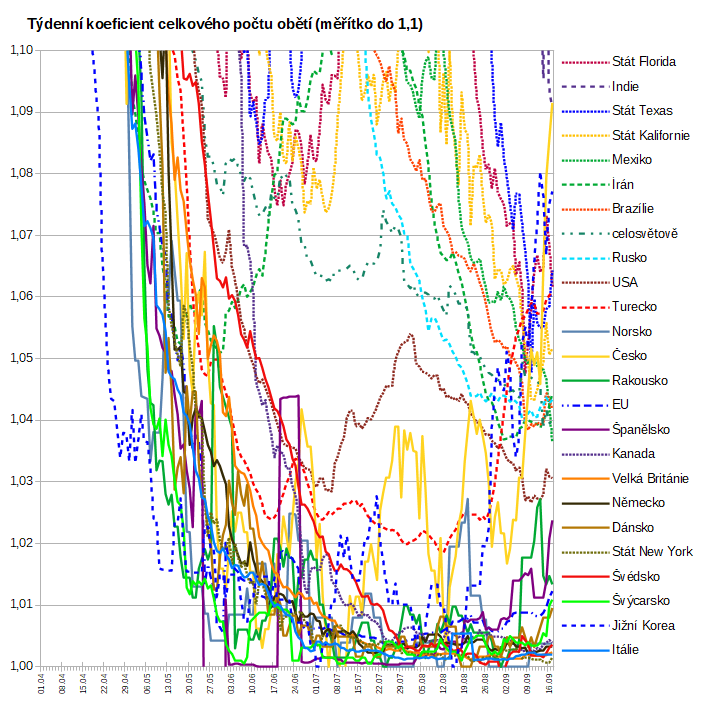 Týdenní koeficient celkového počtu obětí (měřítko do 1,1)
1,10
1,09
1,08
1,07
1,06
1,05
1,04
1,03
1,02
1,01
1,00
01.04
08.04
15.04
22.04
29.04
06.05
13.05
20.05
27.05
03.06
10.06
17.06
24.06
01.07
08.07
15.07
22.07
29.07
05.08
12.08
19.08
26.08
02.09
09.09
16.09
Stát Florida
Indie
Stát Texas
Stát Kalifornie
Mexiko
Írán
Brazílie
celosvětově
Rusko
USA
Turecko
Norsko
Česko
Rakousko
EU
Španělsko
Kanada
Velká Británie
Německo
Dánsko
Stát New York
Švédsko
Švýcarsko
Jižní Korea
Itálie